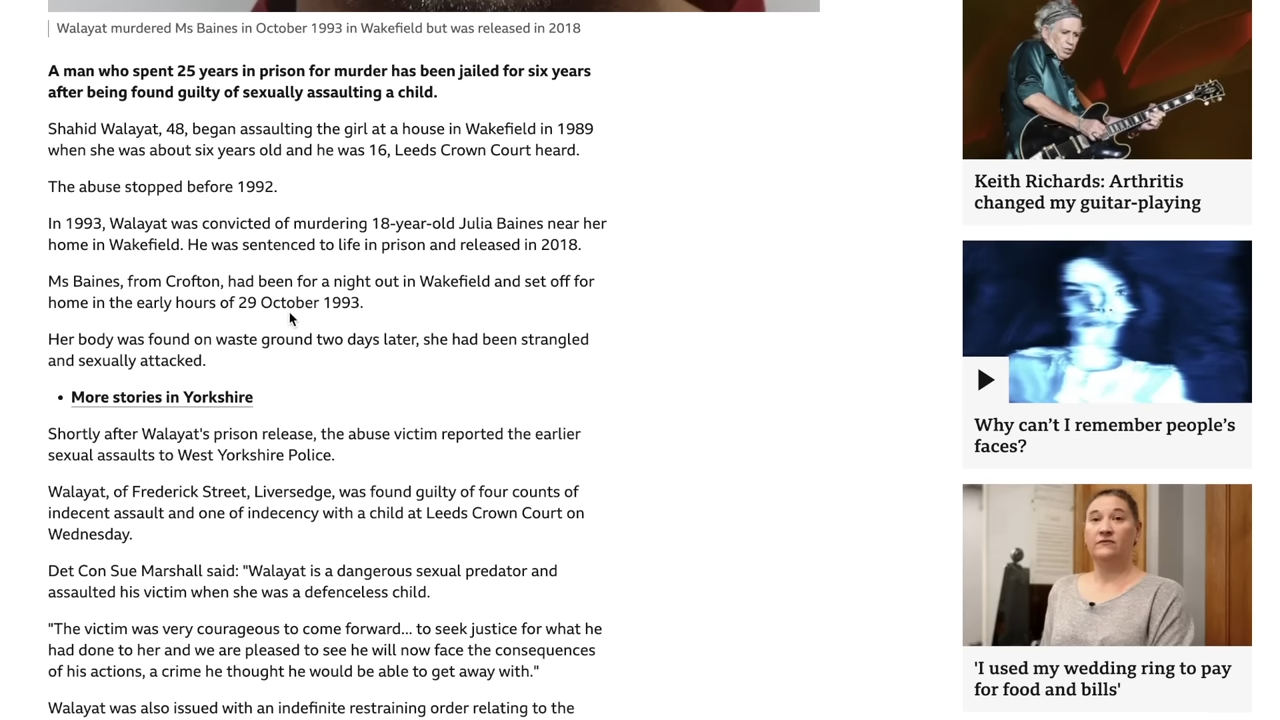 Walayat murdered Ms Baines in October 1993 in Wakefield but was released in 2018
A man who spent 25 years in prison for murder has been jailed for six years
after being found guilty of sexually assaulting a child.
Shahid Walayat, 48, began assaulting the girl at a house in Wakefield in 1989
when she was about six years old and he was 16, Leeds Crown Court heard.
The abuse stopped before 1992.
In 1993, Walayat was convicted of murdering 18-year-old Julia Baines near her
home in Wakefield. He was sentenced to life in prison and released in 2018.
Ms Baines, from Crofton, had been for a night out in Wakefield and set off for
home in the early hours of 29 October 1993.
Her body was found on waste ground two days later, she had been strangled
and sexually attacked.
• More stories in Yorkshire
Shortly after Walayat's prison release, the abuse victim reported the earlier
sexual assaults to West Yorkshire Police.
Walayat, of Frederick Street, Liversedge, was found guilty of four counts of
indecent assault and one of indecency with a child at Leeds Crown Court on
Wednesday.
Det Con Sue Marshall said: "Walayat is a dangerous sexual predator and
assaulted his victim when she was a defenceless child.
"The victim was very courageous to come forward... to seek justice for what he
had done to her and we are pleased to see he will now face the consequences
of his actions, a crime he thought he would be able to get away with."
Walayat was also issued with an indefinite restraining order relating to the
Keith Richards: Arthritis
changed my guitar-playing
Why can’t I remember people’s
faces?
'I used my wedding ring to pay
for food and bills'